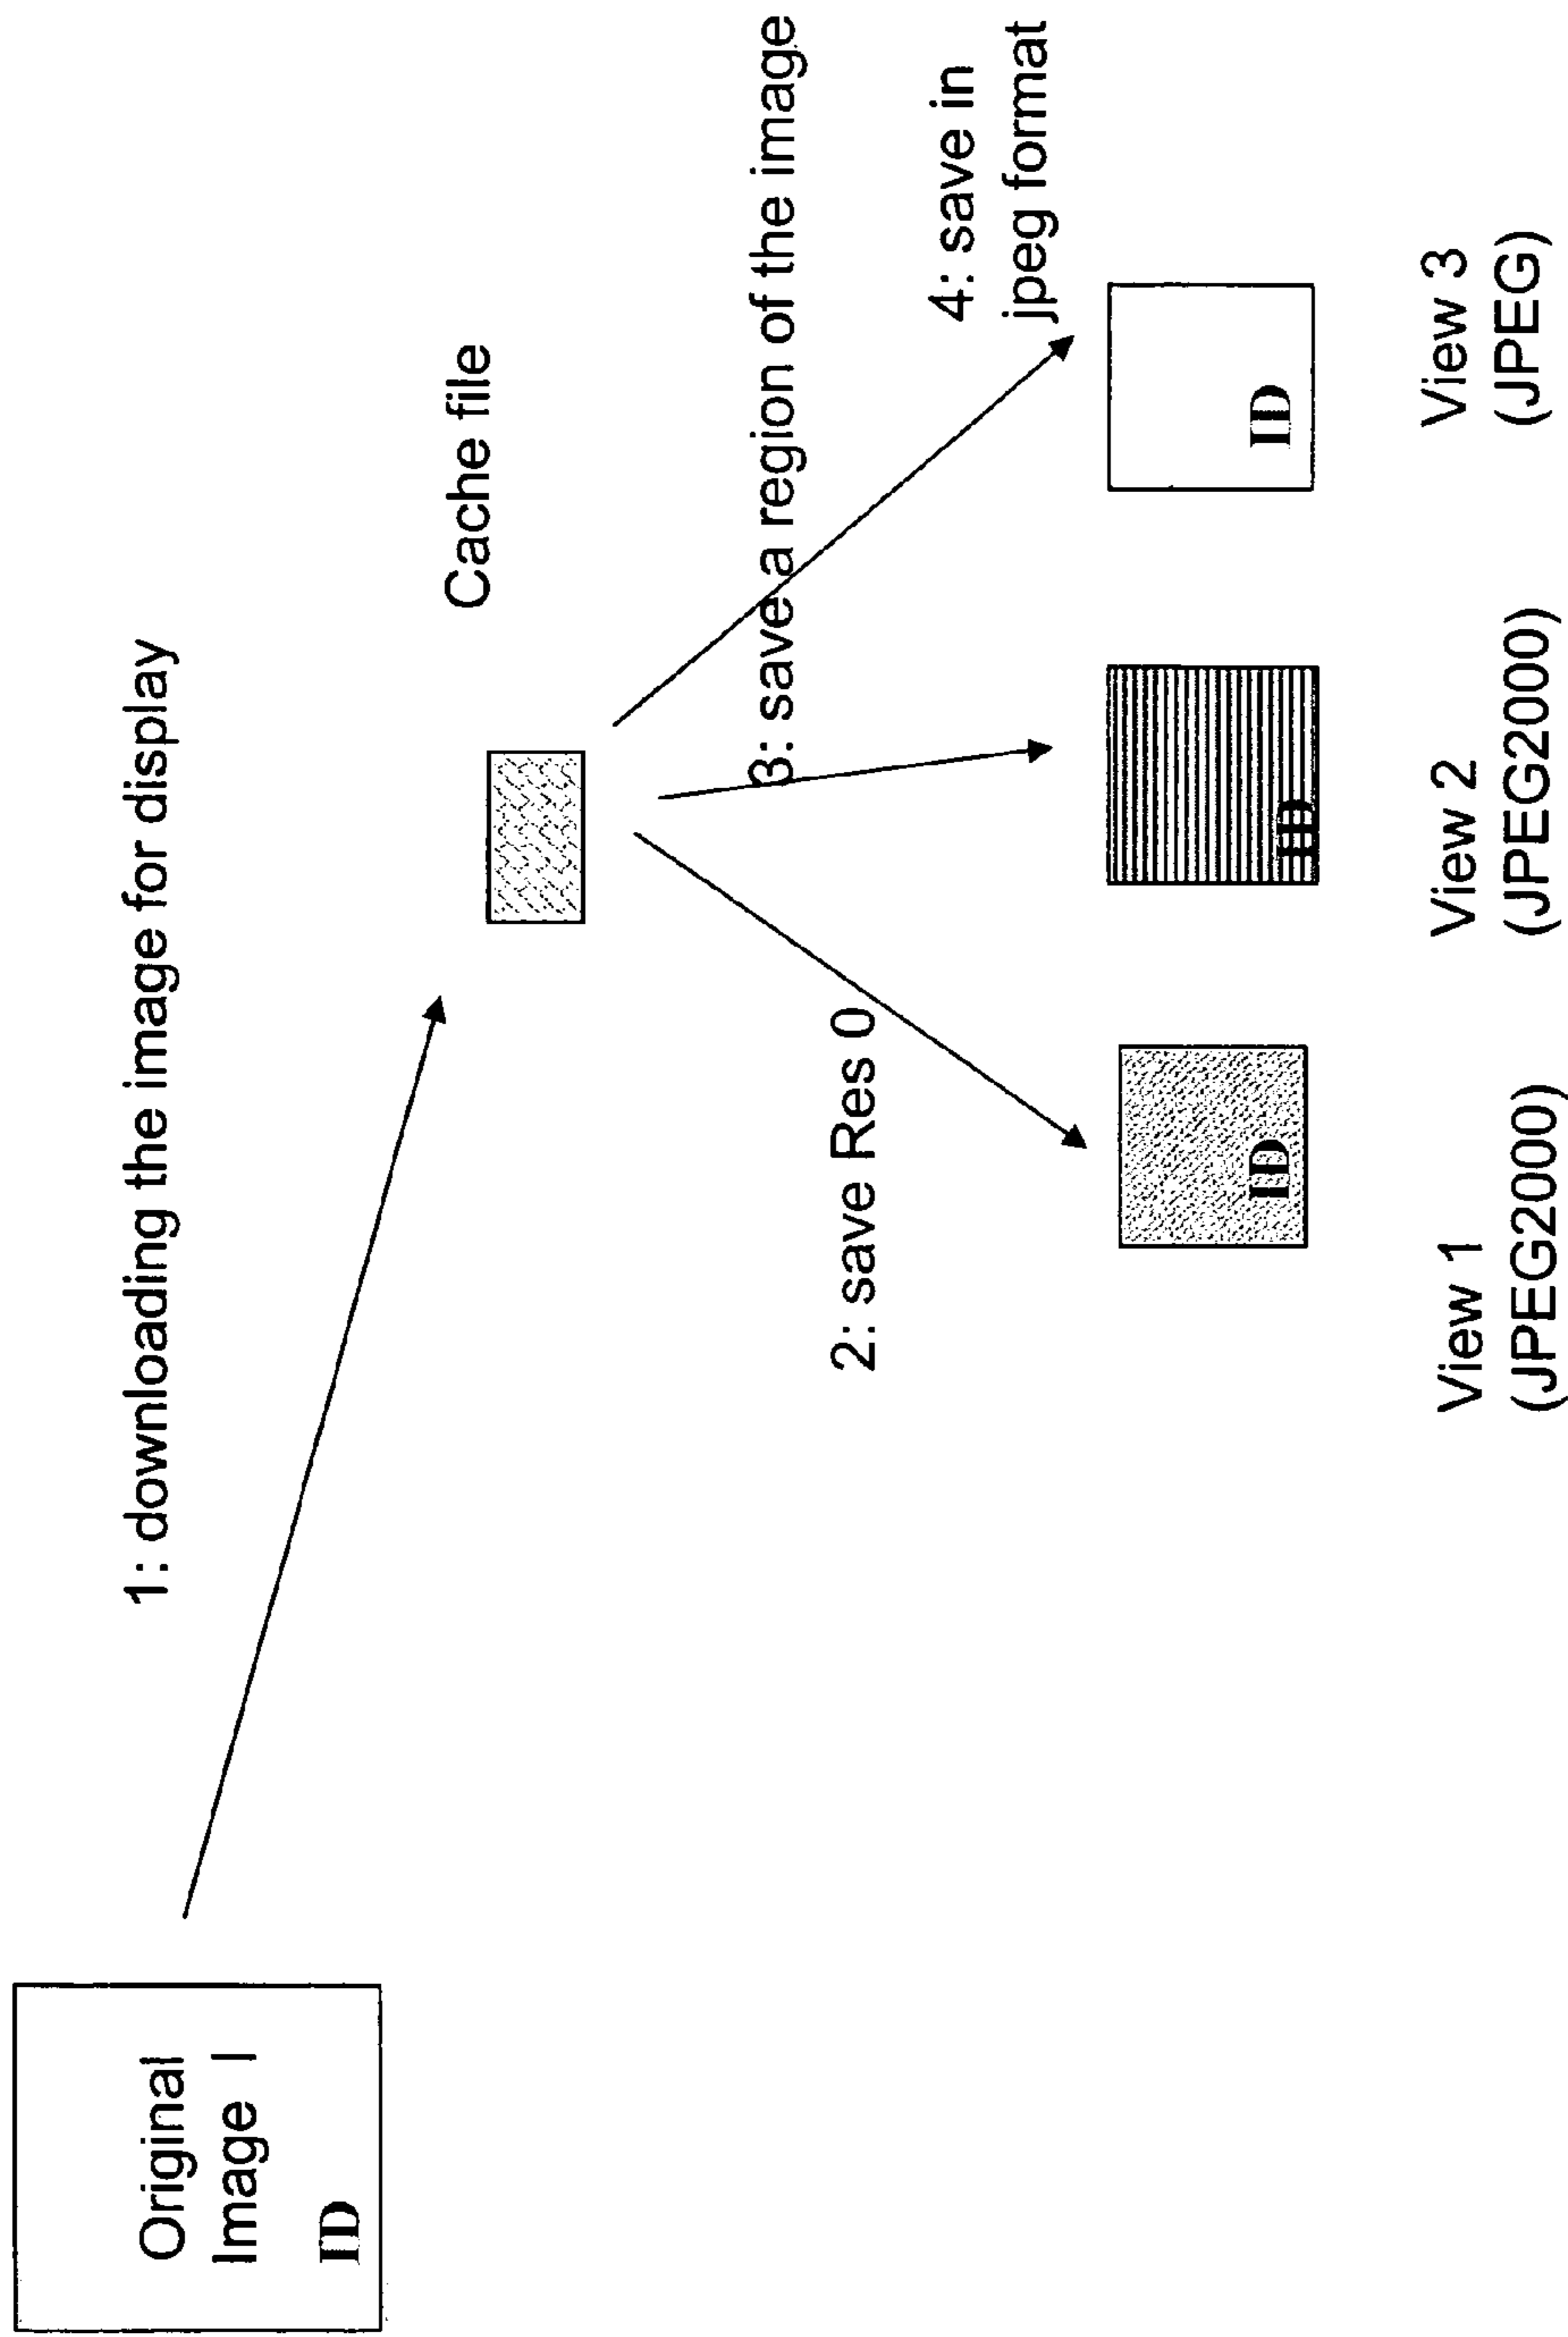 Original
Image I
ID
1: downloading the image for display
Cache file
2: save Res 0
3: save a region of the image
4: save in
jpeg format
ID
ID
ID
View 1
(JPEG2000)
View 2
(JPEG2000)
View 3
(JPEG)